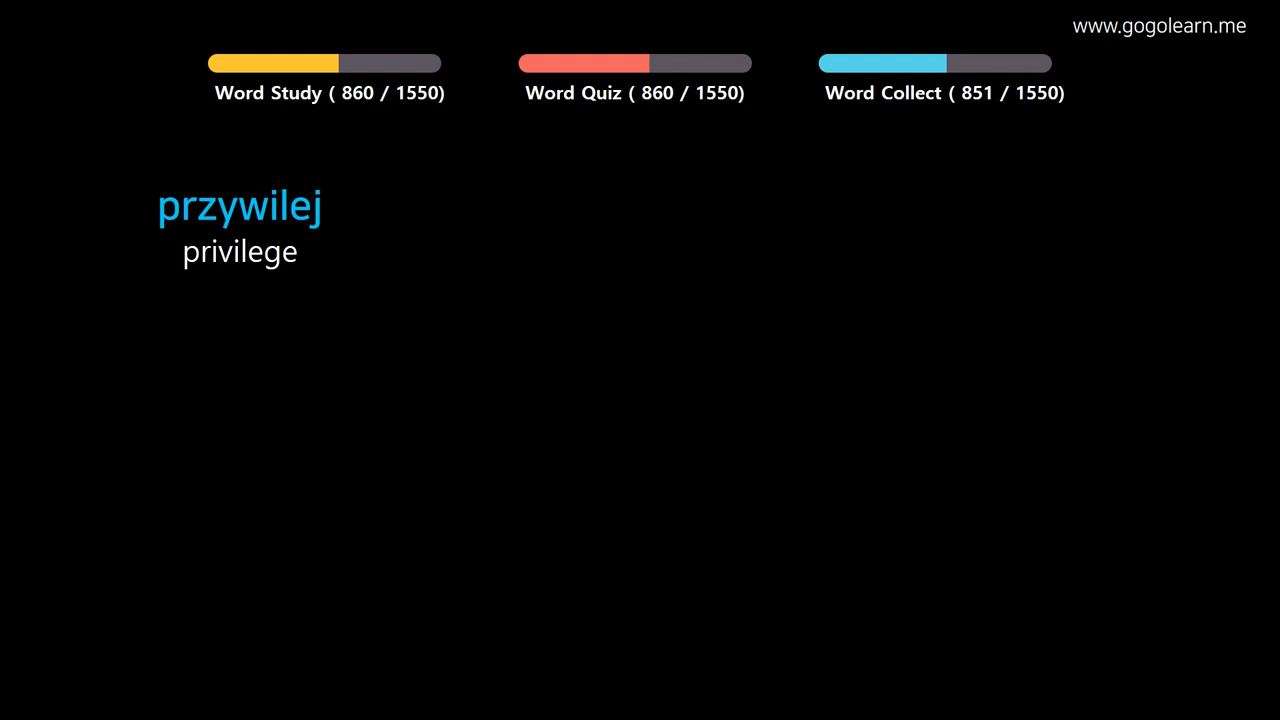 www.gogolearn.me
Word Study ( 860 / 1550)
Word Quiz ( 860 / 1550)
Word Collect ( 851 / 1550)
przywilej
privilege